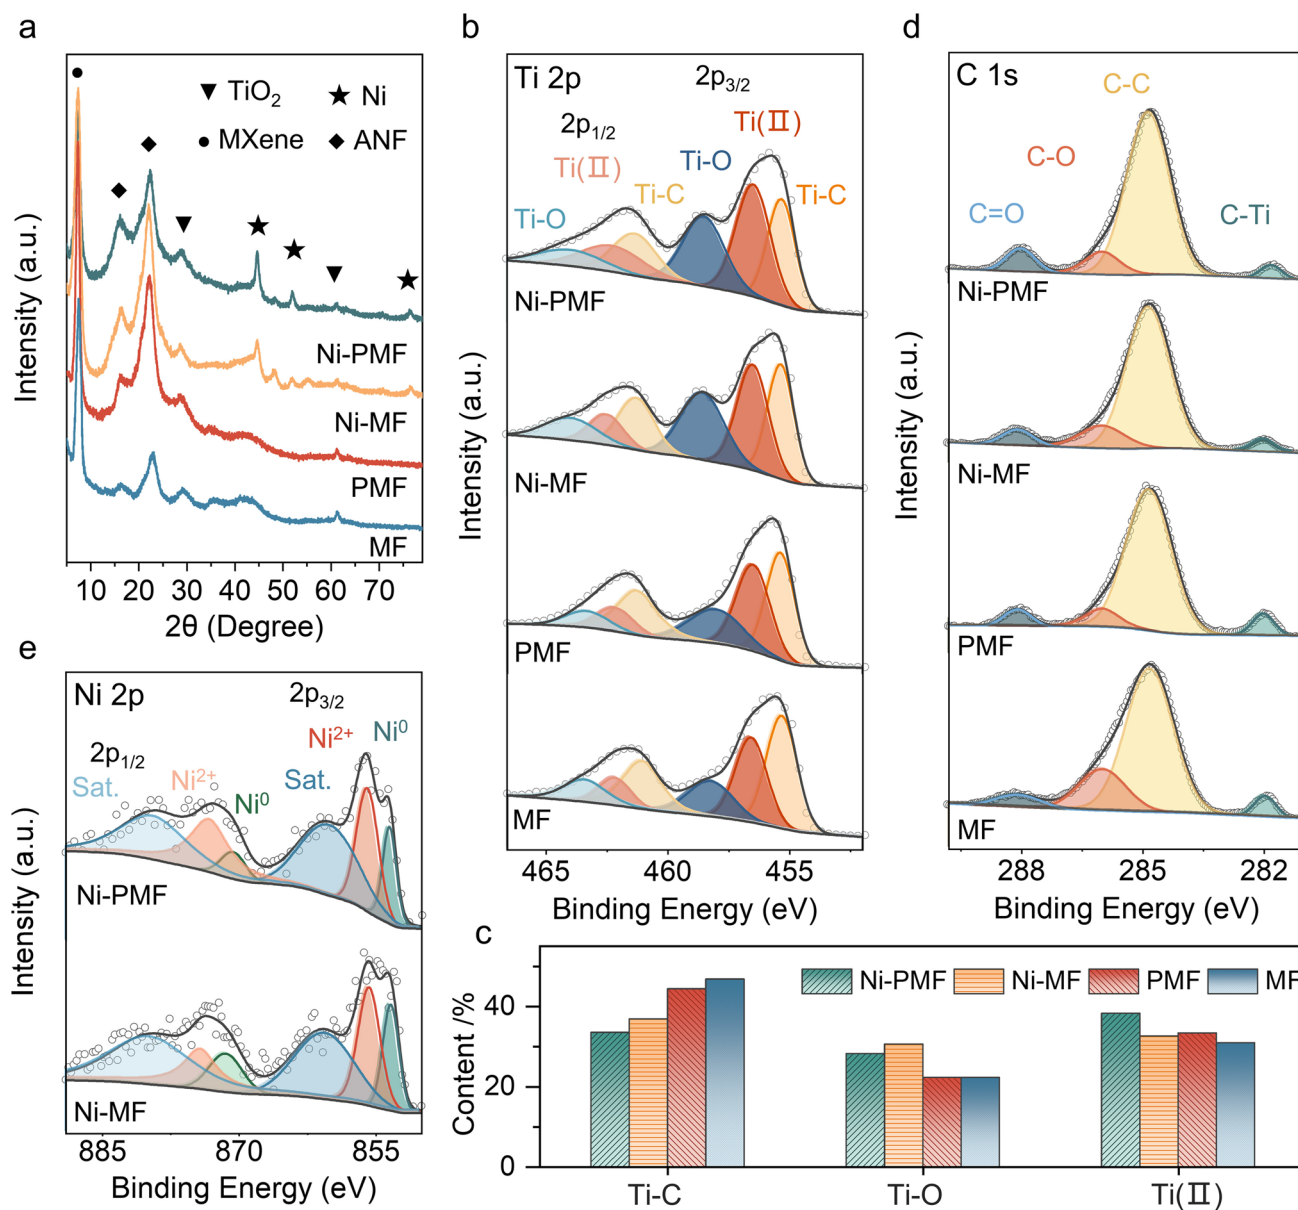 a
TiO2
Ni
MXene
ANF
Intensity (a.u.)
Ni-PMF
Ni-MF
PMF
MF
10 20 30 40 50 60 70
2θ (Degree)
b
Ti 2p
2p3/2
2p1/2
Ti(Ⅱ)
Ti(Ⅱ)
Ti-O
Ti-C
Ti-C
Ti-O
Intensity (a.u.)
Ni-PMF
Ni-MF
PMF
MF
465 460 455
Binding Energy (eV)
d
C 1s
C-C
C-O
C=O
C-Ti
Intensity (a.u.)
Ni-PMF
Ni-MF
PMF
MF
288 285 282
Binding Energy (eV)
e
Ni 2p
2p3/2
Ni2+
Ni0
2p1/2
Sat.
Ni2+
Ni0
Sat.
Intensity (a.u.)
Ni-PMF
Ni-MF
885 870 855
Binding Energy (eV)
c
Ni-PMF Ni-MF PMF MF
Content /%
40
20
0
Ti-C Ti-O Ti(Ⅱ)